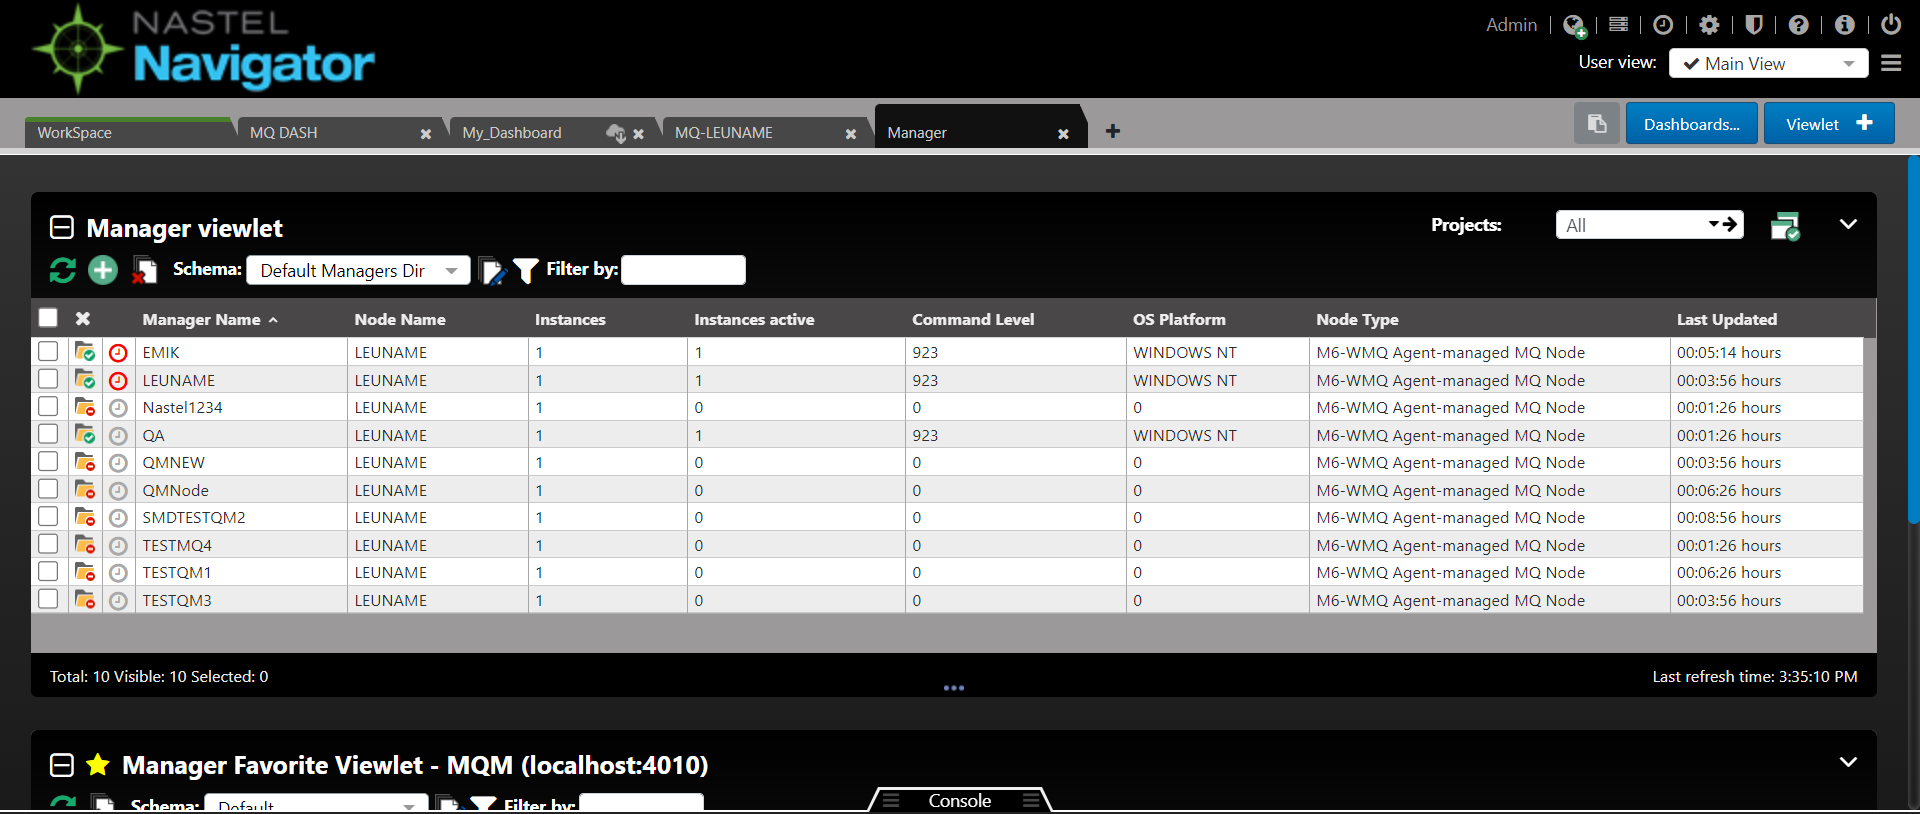 NASTEL
Navigator
Admin
User view: Main View
WorkSpace MQ DASH My_Dashboard MQ-LEUNAME Manager
Dashboards... Viewlet
Manager viewlet
Projects: All
Schema: Default Managers Dir Filter by:
Manager Name Node Name Instances Instances active Command Level OS Platform Node Type Last Updated
EMIK LEUNAME 1 1 923 WINDOWS NT M6-WMQ Agent-managed MQ Node 00:05:14 hours
LEUNAME LEUNAME 1 1 923 WINDOWS NT M6-WMQ Agent-managed MQ Node 00:03:56 hours
Nastel1234 LEUNAME 1 0 0 0 M6-WMQ Agent-managed MQ Node 00:01:26 hours
QA LEUNAME 1 1 923 WINDOWS NT M6-WMQ Agent-managed MQ Node 00:01:26 hours
QMNEW LEUNAME 1 0 0 0 M6-WMQ Agent-managed MQ Node 00:03:56 hours
QMNode LEUNAME 1 0 0 0 M6-WMQ Agent-managed MQ Node 00:06:26 hours
SMDTESTQM2 LEUNAME 1 0 0 0 M6-WMQ Agent-managed MQ Node 00:08:56 hours
TESTMQ4 LEUNAME 1 0 0 0 M6-WMQ Agent-managed MQ Node 00:01:26 hours
TESTQM1 LEUNAME 1 0 0 0 M6-WMQ Agent-managed MQ Node 00:06:26 hours
TESTQM3 LEUNAME 1 0 0 0 M6-WMQ Agent-managed MQ Node 00:03:56 hours
Total: 10 Visible: 10 Selected: 0
Last refresh time: 3:35:10 PM
Manager Favorite Viewlet - MQM (localhost:4010)
Schema: Default Filter by:
Console